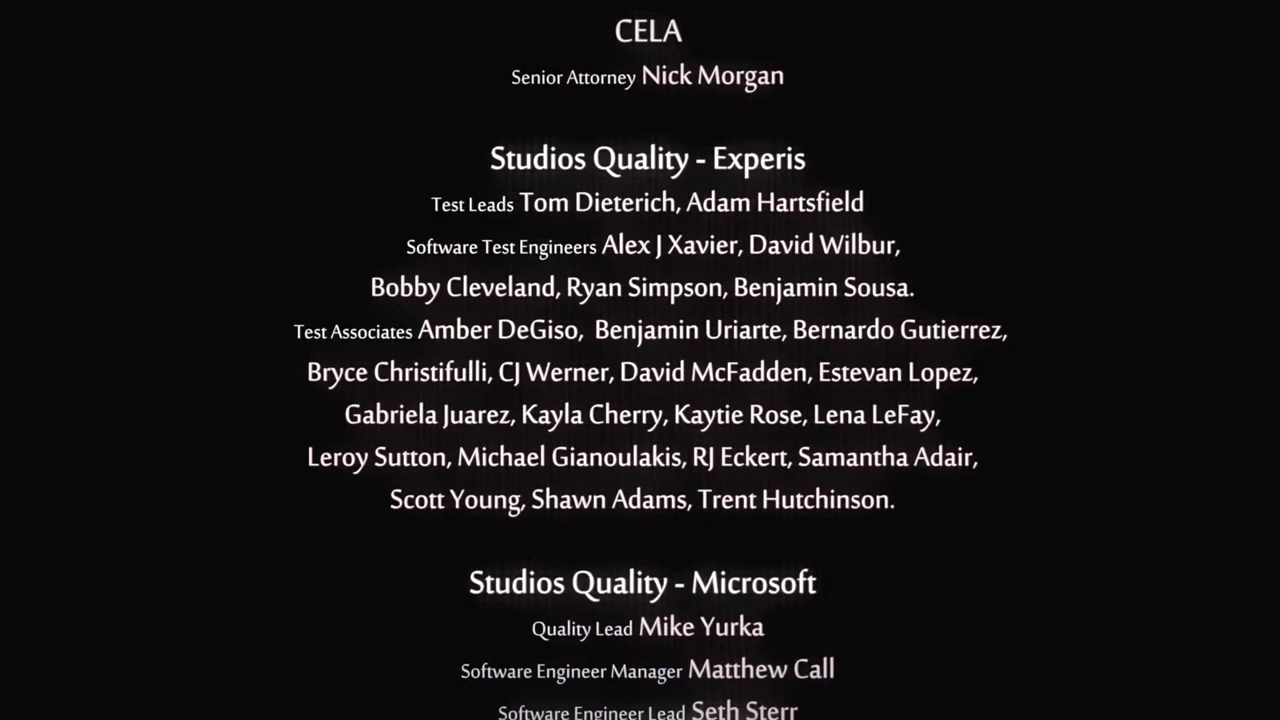 CELA
Senior Attorney Nick Morgan
Studios Quality - Experis
Test Leads Tom Dieterich, Adam Hartsfield
Software Test Engineers Alex J Xavier, David Wilbur,
Bobby Cleveland, Ryan Simpson, Benjamin Sousa.
Test Associates Amber DeGiso, Benjamin Uriarte, Bernardo Gutierrez,
Bryce Christifulli, CJ Werner, David McFadden, Estevan Lopez,
Gabriela Juarez, Kayla Cherry, Kaytie Rose, Lena LeFay,
Leroy Sutton, Michael Gianoulakis, RJ Eckert, Samantha Adair,
Scott Young, Shawn Adams, Trent Hutchinson.
Studios Quality - Microsoft
Quality Lead Mike Yurka
Software Engineer Manager Matthew Call
Software Engineer Lead Seth Sterr